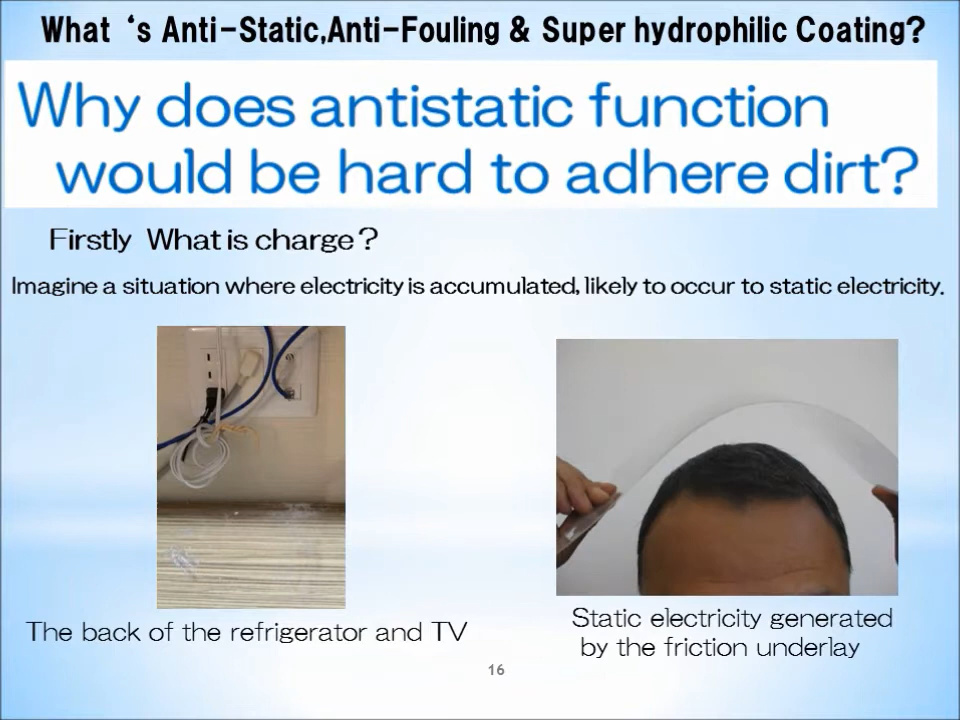 What‘s Anti-Static,Anti-Fouling & Super hydrophilic Coating?
Why does antistatic function
would be hard to adhere dirt?
Firstly What is charge?
Imagine a situation where electricity is accumulated, likely to occur to static electricity.
The back of the refrigerator and TV
Static electricity generated
by the friction underlay
16